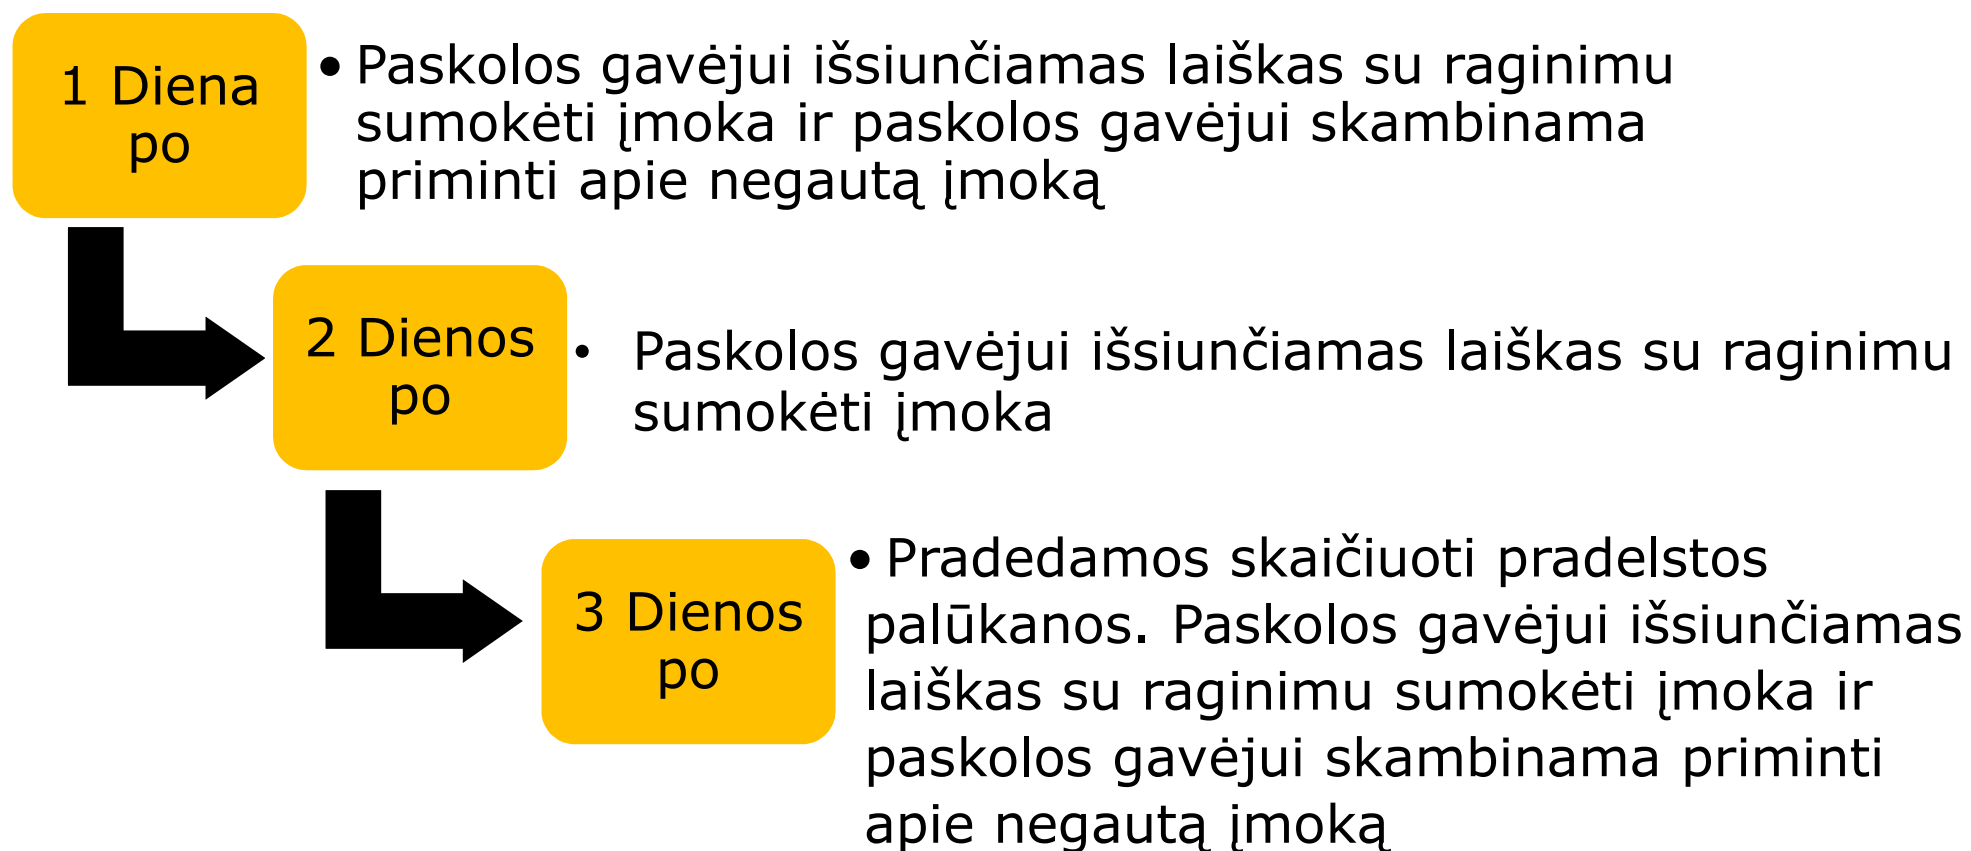 1 Diena
po
• Paskolos gavėjui išsiunčiamas laiškas su raginimu
sumokėti įmoka ir paskolos gavėjui skambinama
priminti apie negautą įmoką
2 Dienos
po
• Paskolos gavėjui išsiunčiamas laiškas su raginimu
sumokėti įmoka
3 Dienos
po
• Pradedamos skaičiuoti pradelstos
palūkanos. Paskolos gavėjui išsiunčiamas
laiškas su raginimu sumokėti įmoka ir
paskolos gavėjui skambinama priminti
apie negautą įmoką